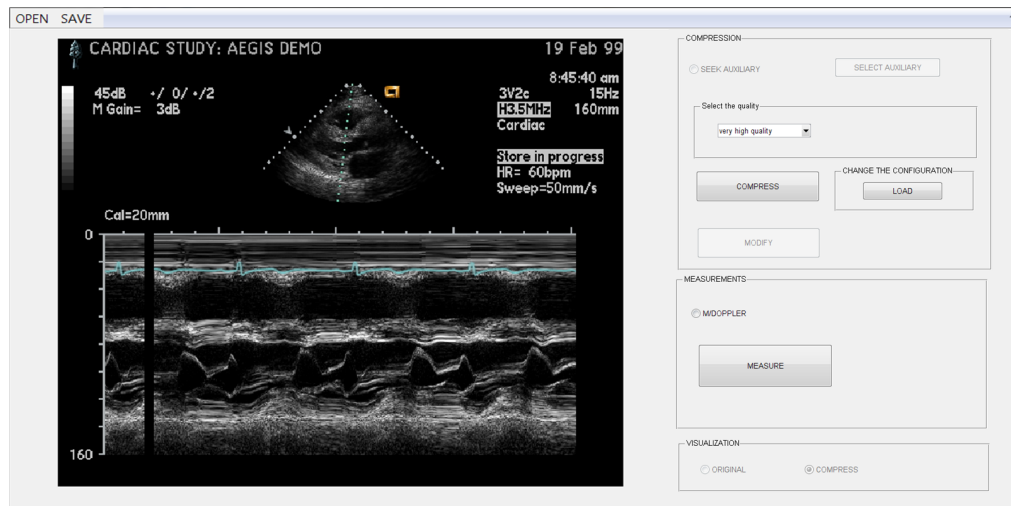 OPEN SAVE
CARDIAC STUDY: AEGIS DEMO 19 Feb 99
8:45:40 am
45dB •/ 0/ •/2 3V2c 15Hz
M Gain= 3dB H3.5MHz 160mm
Cardiac
Store in progress
HR= 60bpm
Sweep=50mm/s
Cal=20mm
0
160
COMPRESSION
SEEK AUXILIARY SELECT AUXILIARY
Select the quality
very high quality
COMPRESS
CHANGE THE CONFIGURATION
LOAD
MODIFY
MEASUREMENTS
M/DOPPLER
MEASURE
VISUALIZATION
ORIGINAL COMPRESS